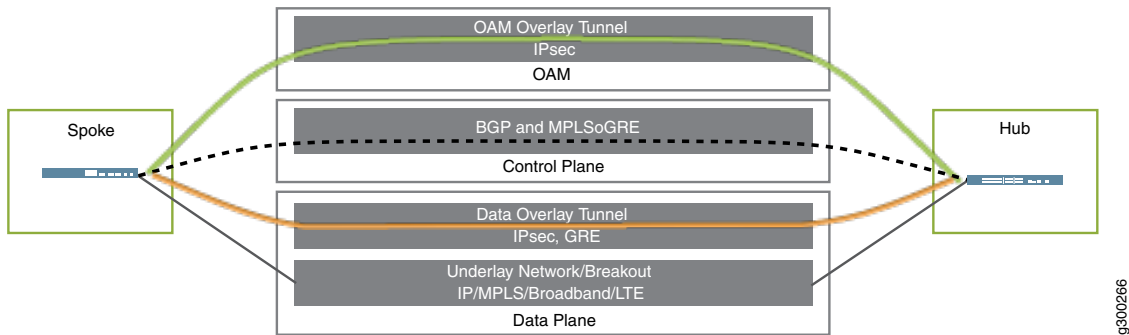 OAM Overlay Tunnel
IPsec
OAM
Spoke
Hub
BGP and MPLSoGRE
Control Plane
Data Overlay Tunnel
IPsec, GRE
Underlay Network/Breakout
IP/MPLS/Broadband/LTE
Data Plane
g300266